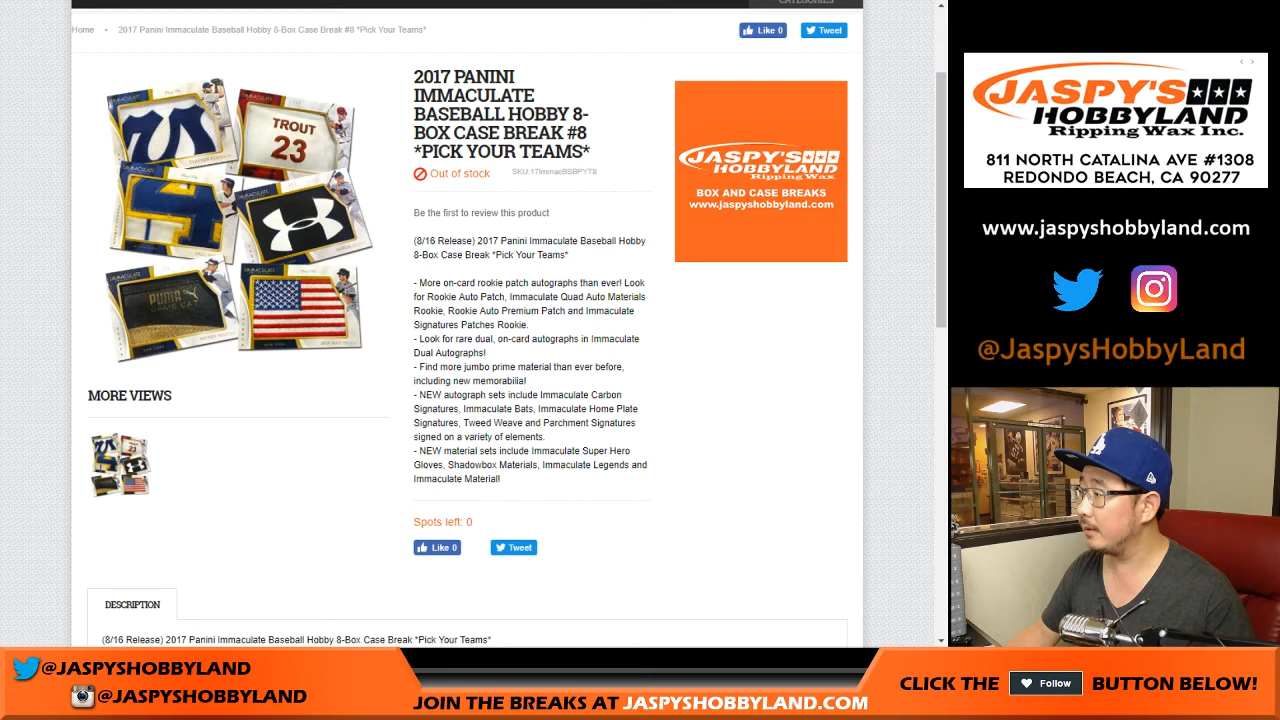 CATEGORIES
Home • 2017 Panini Immaculate Baseball Hobby 8-Box Case Break #8 *Pick Your Teams*
Like 0
Tweet
2017 PANINI
IMMACULATE
BASEBALL HOBBY 8-
BOX CASE BREAK #8
*PICK YOUR TEAMS*
Out of stock
SKU:17ImmacBSBPYT8
Be the first to review this product
(8/16 Release) 2017 Panini Immaculate Baseball Hobby
8-Box Case Break *Pick Your Teams*
- More on-card rookie patch autographs than ever! Look
for Rookie Auto Patch, Immaculate Quad Auto Materials
Rookie, Rookie Auto Premium Patch and Immaculate
Signatures Patches Rookie.
- Look for rare dual, on-card autographs in Immaculate
Dual Autographs!
- Find more jumbo prime material than ever before,
including new memorabilia!
- NEW autograph sets include Immaculate Carbon
Signatures, Immaculate Bats, Immaculate Home Plate
Signatures, Tweed Weave and Parchment Signatures
signed on a variety of elements.
- NEW material sets include Immaculate Super Hero
Gloves, Shadowbox Materials, Immaculate Legends and
Immaculate Material!
Spots left: 0
Like 0
Tweet
TROUT
23
PUMA
MORE VIEWS
DESCRIPTION
(8/16 Release) 2017 Panini Immaculate Baseball Hobby 8-Box Case Break *Pick Your Teams*
JASPY'S
HOBBYLAND
Ripping Wax
BOX AND CASE BREAKS
www.jaspyshobbyland.com
JASPY'S
HOBBYLAND
Ripping Wax Inc.
811 NORTH CATALINA AVE #1308
REDONDO BEACH, CA 90277
www.jaspyshobbyland.com
@JaspysHobbyLand
LA
@JASPYSHOBBYLAND
@JASPYSHOBBYLAND
JOIN THE BREAKS AT JASPYSHOBBYLAND.COM
CLICK THE Follow BUTTON BELOW!